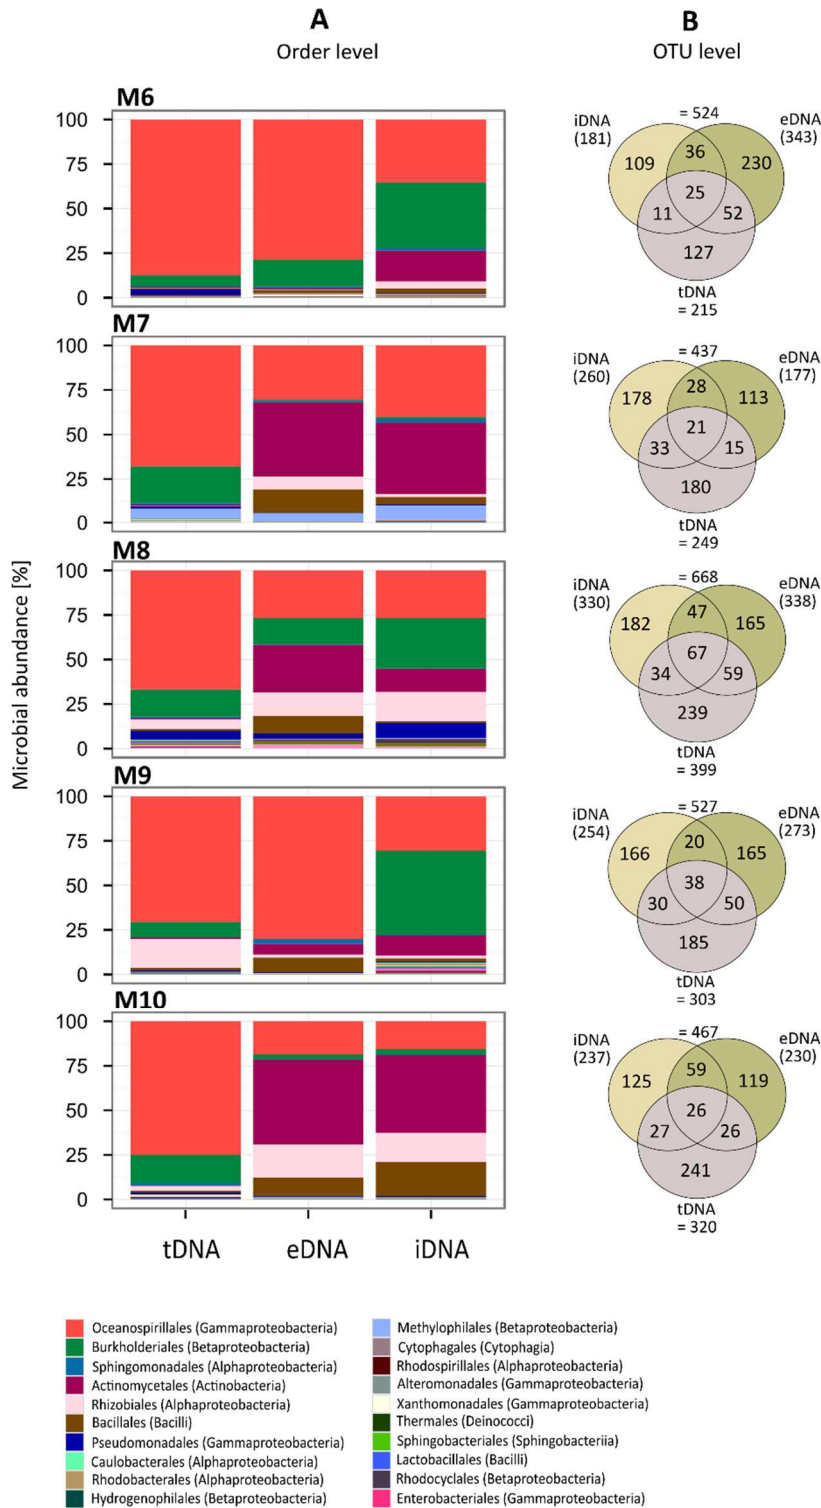 A
B
Order level
OTU level
M6
100
75
50
25
0
= 524
iDNA
(181)
eDNA
(343)
109
36
230
25
11
52
127
tDNA
= 215
M7
100
75
50
25
0
= 437
iDNA
(260)
eDNA
(177)
178
28
113
21
33
15
180
tDNA
= 249
M8
100
75
50
25
0
= 668
iDNA
(330)
eDNA
(338)
182
47
165
67
34
59
239
tDNA
= 399
M9
100
75
50
25
0
= 527
iDNA
(254)
eDNA
(273)
166
20
165
38
30
50
185
tDNA
= 303
M10
100
75
50
25
0
= 467
iDNA
(237)
eDNA
(230)
125
59
119
26
27
26
241
tDNA
= 320
Microbial abundance [%]
tDNA eDNA iDNA
Oceanospirillales (Gammaproteobacteria)
Burkholderiales (Betaproteobacteria)
Sphingomonadales (Alphaproteobacteria)
Actinomycetales (Actinobacteria)
Rhizobiales (Alphaproteobacteria)
Bacillales (Bacilli)
Pseudomonadales (Gammaproteobacteria)
Caulobacterales (Alphaproteobacteria)
Rhodobacterales (Alphaproteobacteria)
Hydrogenophilales (Betaproteobacteria)
Methylophilales (Betaproteobacteria)
Cytophagales (Cytophagia)
Rhodospirillales (Alphaproteobacteria)
Alteromonadales (Gammaproteobacteria)
Xanthomonadales (Gammaproteobacteria)
Thermales (Deinococci)
Sphingobacteriales (Sphingobacteriia)
Lactobacillales (Bacilli)
Rhodocyclales (Betaproteobacteria)
Enterobacteriales (Gammaproteobacteria)